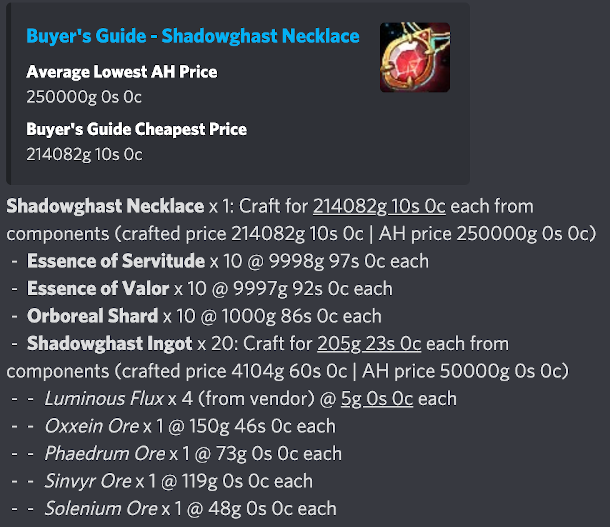 Buyer's Guide - Shadowghast Necklace
Average Lowest AH Price
250000g 0s 0c
Buyer's Guide Cheapest Price
214082g 10s 0c
Shadowghast Necklace x 1: Craft for 214082g 10s 0c each from
components (crafted price 214082g 10s 0c | AH price 250000g 0s 0c)
- Essence of Servitude x 10 @ 9998g 97s 0c each
- Essence of Valor x 10 @ 9997g 92s 0c each
- Orboreal Shard x 10 @ 1000g 86s 0c each
- Shadowghast Ingot x 20: Craft for 205g 23s 0c each from
components (crafted price 4104g 60s 0c | AH price 50000g 0s 0c)
- - Luminous Flux x 4 (from vendor) @ 5g 0s 0c each
- - Oxxein Ore x 1 @ 150g 46s 0c each
- - Phaedrum Ore x 1 @ 73g 0s 0c each
- - Sinvyr Ore x 1 @ 119g 0s 0c each
- - Solenium Ore x 1 @ 48g 0s 0c each